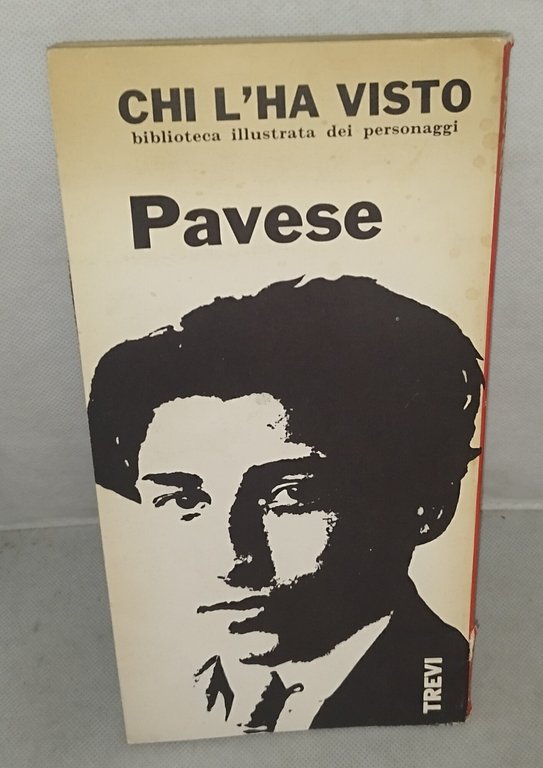 CHI L'HA VISTO
biblioteca illustrata dei personaggi
Pavese
TREVI